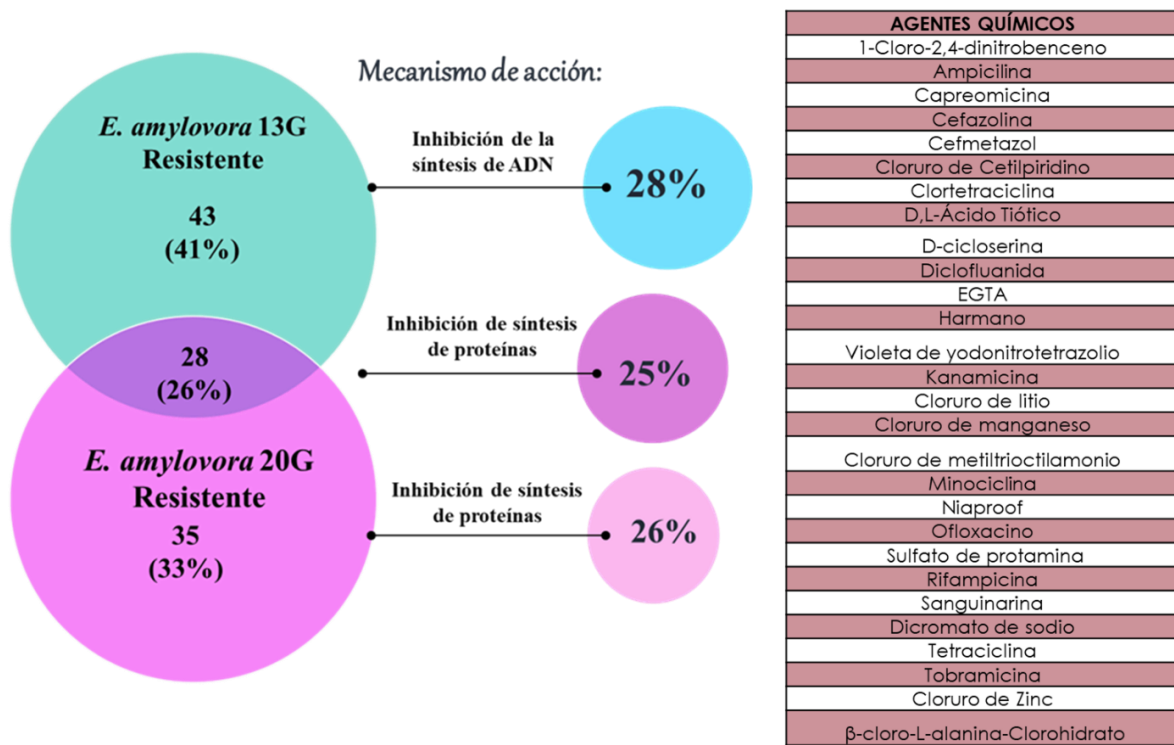 Mecanismo de acción:
E. amylovora 13G
Resistente
43
(41%)
Inhibición de la
síntesis de ADN
28%
28
(26%)
Inhibición de síntesis
de proteínas
25%
E. amylovora 20G
Resistente
35
(33%)
Inhibición de síntesis
de proteínas
26%
AGENTES QUÍMICOS
1-Cloro-2,4-dinitrobenceno
Ampicilina
Capreomicina
Cefazolina
Cefmetazol
Cloruro de Cetilpiridino
Clortetraciclina
D,L-Ácido Tiótico
D-cicloserina
Diclofluanida
EGTA
Harmano
Violeta de yodonitrotetrazolio
Kanamicina
Cloruro de litio
Cloruro de manganeso
Cloruro de metiltrioctilamonio
Minociclina
Niaproof
Ofloxacino
Sulfato de protamina
Rifampicina
Sanguinarina
Dicromato de sodio
Tetraciclina
Tobramicina
Cloruro de Zinc
β-cloro-L-alanina-Clorohidrato